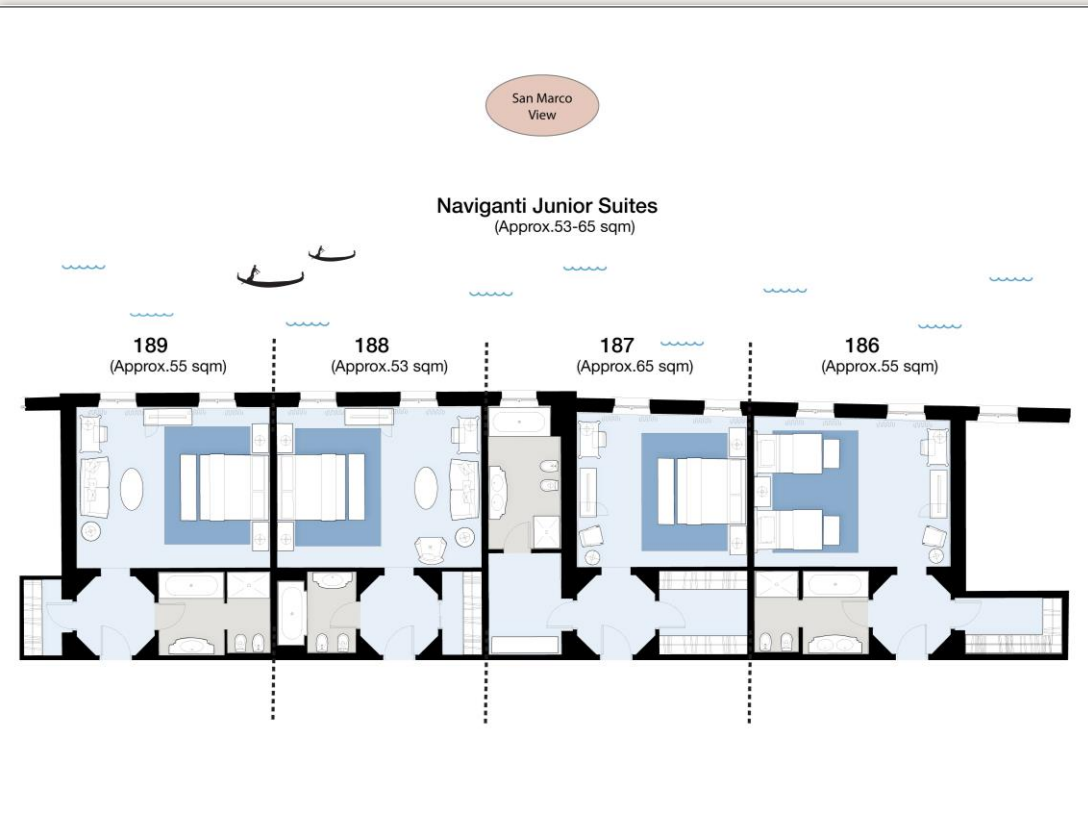 San Marco
View
Naviganti Junior Suites
(Approx.53-65 sqm)
189
(Approx.55 sqm)
188
(Approx.53 sqm)
187
(Approx.65 sqm)
186
(Approx.55 sqm)